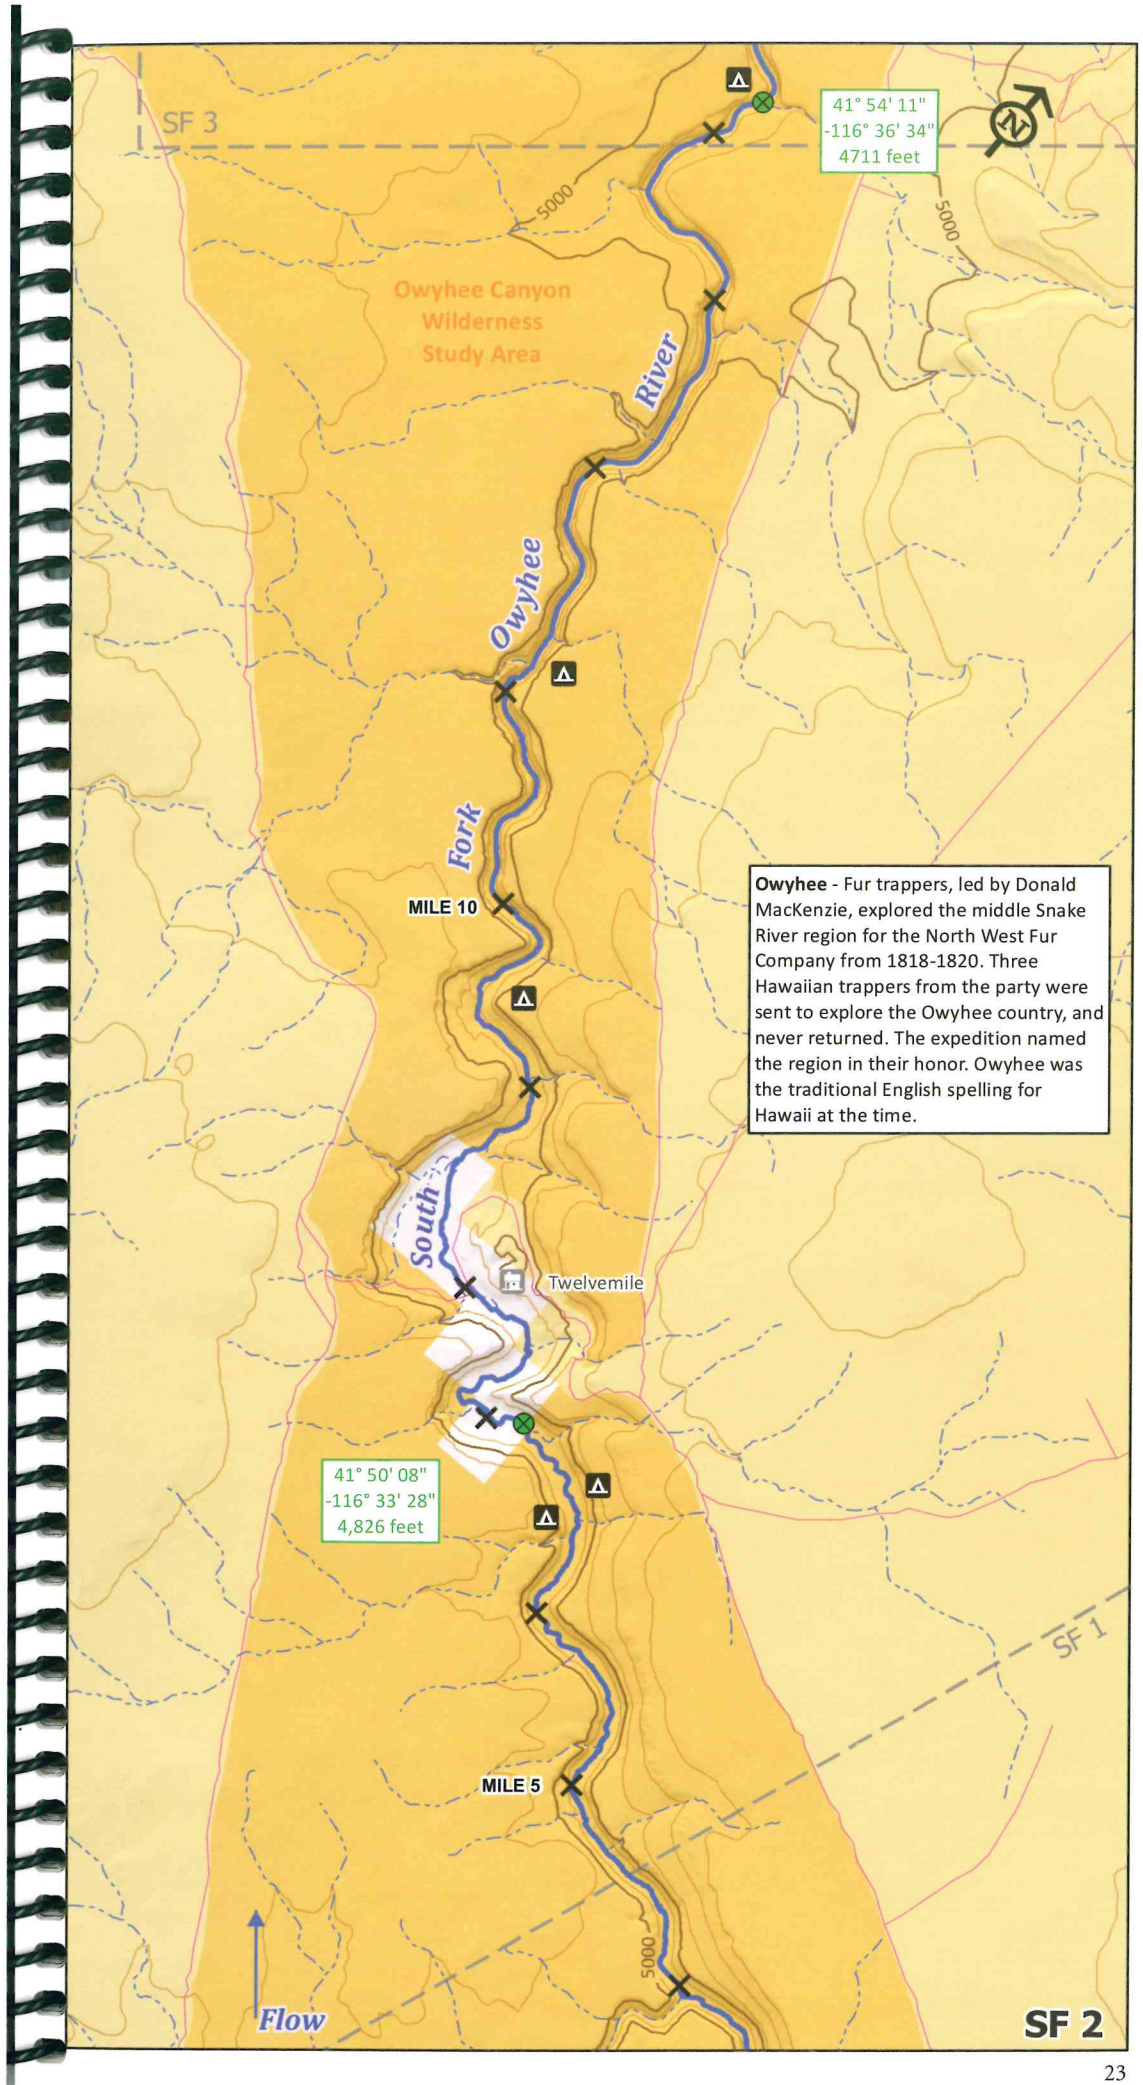 SF 3
41° 54' 11"
-116° 36' 34"
4711 feet
N
5000
5000
Owyhee Canyon
Wilderness
Study Area
River
Owyhee
Fork
MILE 10
Owyhee - Fur trappers, led by Donald
MacKenzie, explored the middle Snake
River region for the North West Fur
Company from 1818-1820. Three
Hawaiian trappers from the party were
sent to explore the Owyhee country, and
never returned. The expedition named
the region in their honor. Owyhee was
the traditional English spelling for
Hawaii at the time.
South
Twelvemile
41° 50' 08"
-116° 33' 28"
4,826 feet
SF 1
MILE 5
5000
Flow
SF 2
23